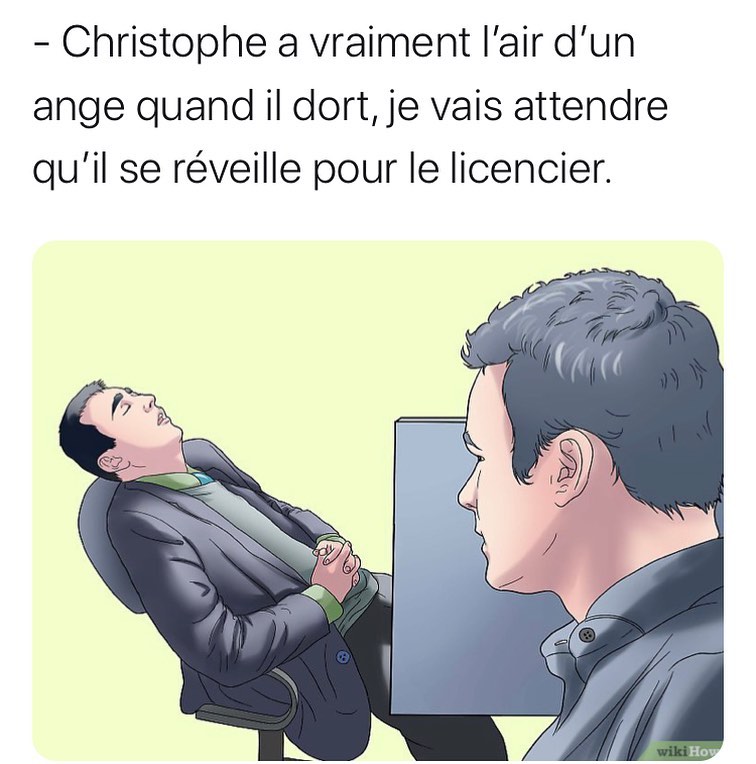 - Christophe a vraiment l’air d’un
ange quand il dort, je vais attendre
qu’il se réveille pour le licencier.
wikiHow